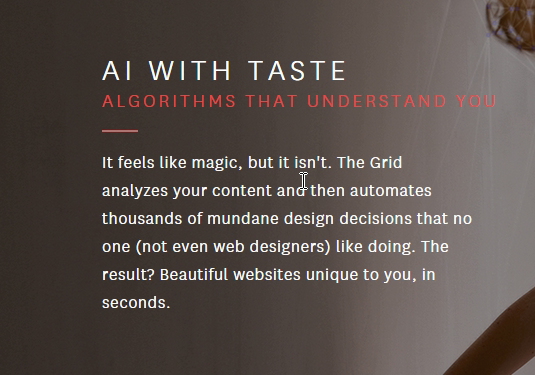 AI WITH TASTE
ALGORITHMS THAT UNDERSTAND YOU
It feels like magic, but it isn't. The Grid
analyzes your content and then automates
thousands of mundane design decisions that no
one (not even web designers) like doing. The
result? Beautiful websites unique to you, in
seconds.